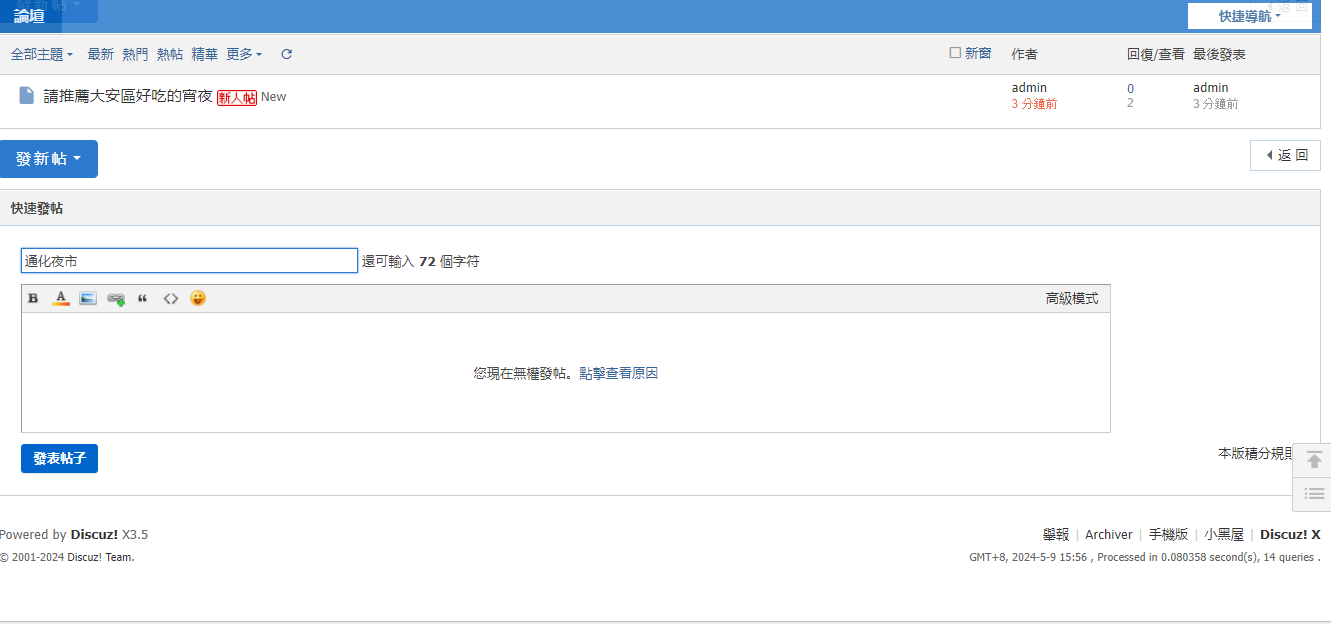 論壇
快捷導航
全部主題 最新 熱門 熱帖 精華 更多 新窗 作者 回復/查看 最後發表
請推薦大安區好吃的宵夜 新人帖 New admin 0 admin
3 分鐘前 2 3 分鐘前
發新帖 返 回
快速發帖
通化夜市 還可輸入 72 個字符
B A “ <> 高級模式
您現在無權發帖。點擊查看原因
發表帖子 本版積分規則
Powered by Discuz! X3.5 舉報 | Archiver | 手機版 | 小黑屋 | Discuz! X
© 2001-2024 Discuz! Team. GMT+8, 2024-5-9 15:56 , Processed in 0.080358 second(s), 14 queries .